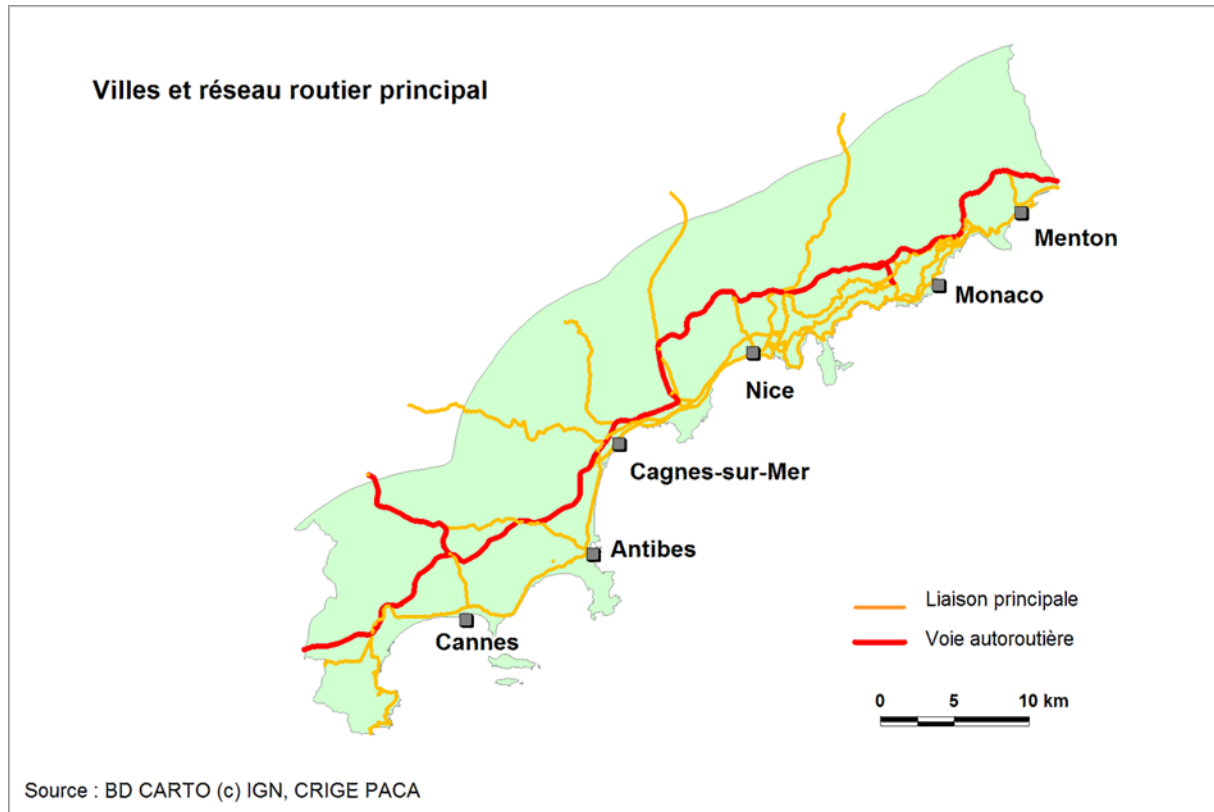 Villes et réseau routier principal
Menton
Monaco
Nice
Cagnes-sur-Mer
Antibes
Cannes
Liaison principale
Voie autoroutière
0 5 10 km
Source : BD CARTO (c) IGN, CRIGE PACA